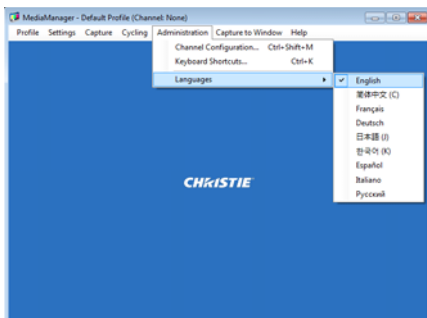 MediaManager - Default Profile (Channel: None)
Profile Settings Capture Cycling Administration Capture to Window Help
Channel Configuration... Ctrl+Shift+M
Keyboard Shortcuts... Ctrl+K
Languages
English
简体中文 (C)
Français
Deutsch
日本語 (J)
한국어 (K)
Español
Italiano
Русский
CHRISTIE